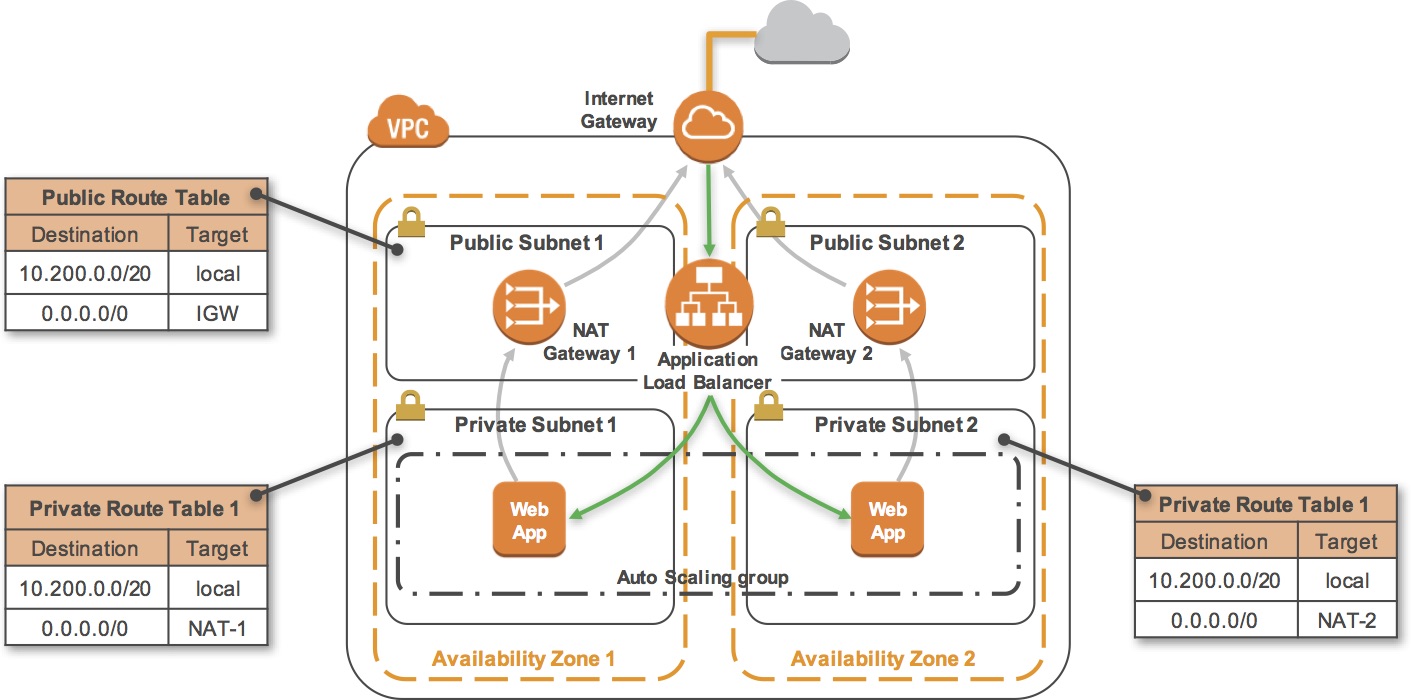 Internet
Gateway
VPC
Public Route Table
Destination Target
10.200.0.0/20 local
0.0.0.0/0 IGW
Public Subnet 1
Public Subnet 2
NAT
Gateway 1
NAT
Gateway 2
Application
Load Balancer
Private Subnet 1
Private Subnet 2
Private Route Table 1
Destination Target
10.200.0.0/20 local
0.0.0.0/0 NAT-1
Web
App
Web
App
Auto Scaling group
Private Route Table 1
Destination Target
10.200.0.0/20 local
0.0.0.0/0 NAT-2
Availability Zone 1
Availability Zone 2